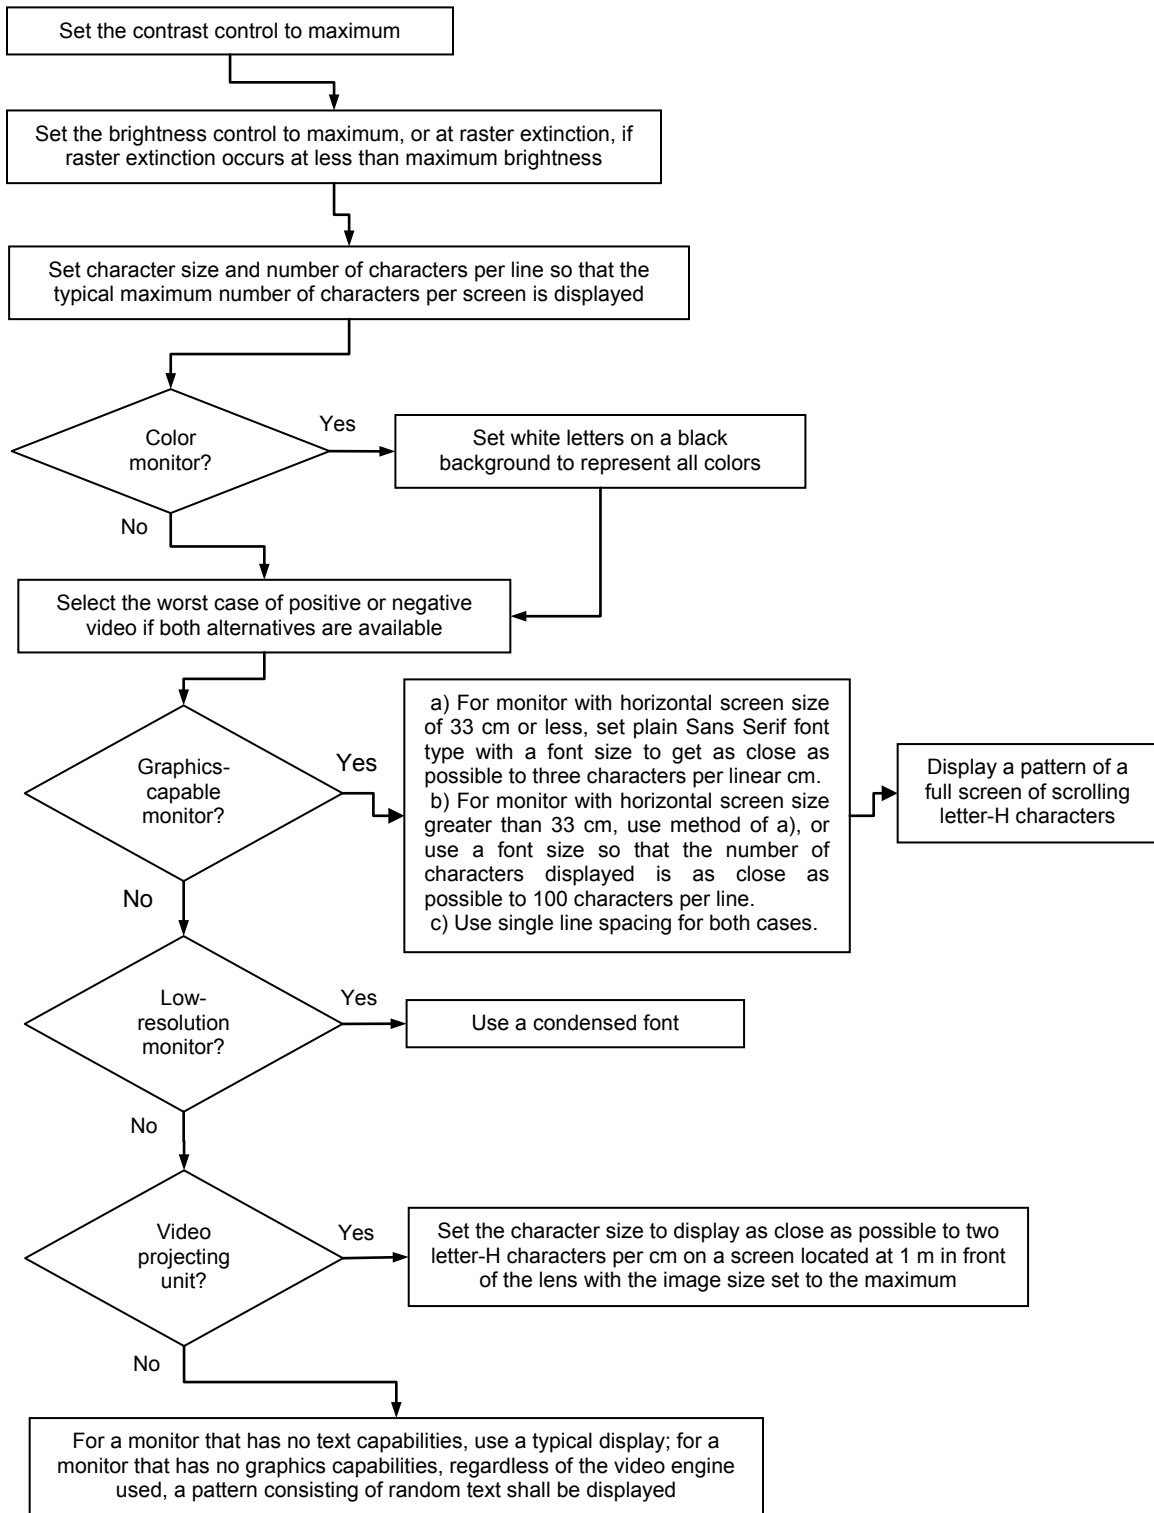 Set the contrast control to maximum
Set the brightness control to maximum, or at raster extinction, if
raster extinction occurs at less than maximum brightness
Set character size and number of characters per line so that the
typical maximum number of characters per screen is displayed
Color
monitor?
Yes
Set white letters on a black
background to represent all colors
No
Select the worst case of positive or negative
video if both alternatives are available
Graphics-
capable
monitor?
Yes
a) For monitor with horizontal screen size
of 33 cm or less, set plain Sans Serif font
type with a font size to get as close as
possible to three characters per linear cm.
b) For monitor with horizontal screen size
greater than 33 cm, use method of a), or
use a font size so that the number of
characters displayed is as close as
possible to 100 characters per line.
c) Use single line spacing for both cases.
Display a pattern of a
full screen of scrolling
letter-H characters
No
Low-
resolution
monitor?
Yes
Use a condensed font
No
Video
projecting
unit?
Yes
Set the character size to display as close as possible to two
letter-H characters per cm on a screen located at 1 m in front
of the lens with the image size set to the maximum
No
For a monitor that has no text capabilities, use a typical display; for a
monitor that has no graphics capabilities, regardless of the video engine
used, a pattern consisting of random text shall be displayed